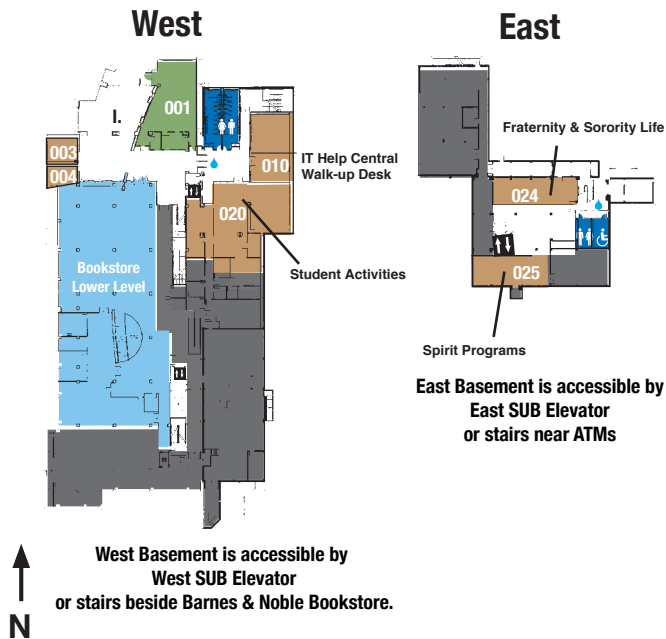 West
East
001
I.
003
004
010
IT Help Central
Walk-up Desk
020
Student Activities
Bookstore
Lower Level
Fraternity & Sorority Life
024
025
Spirit Programs
East Basement is accessible by
East SUB Elevator
or stairs near ATMs
West Basement is accessible by
West SUB Elevator
or stairs beside Barnes & Noble Bookstore.
N